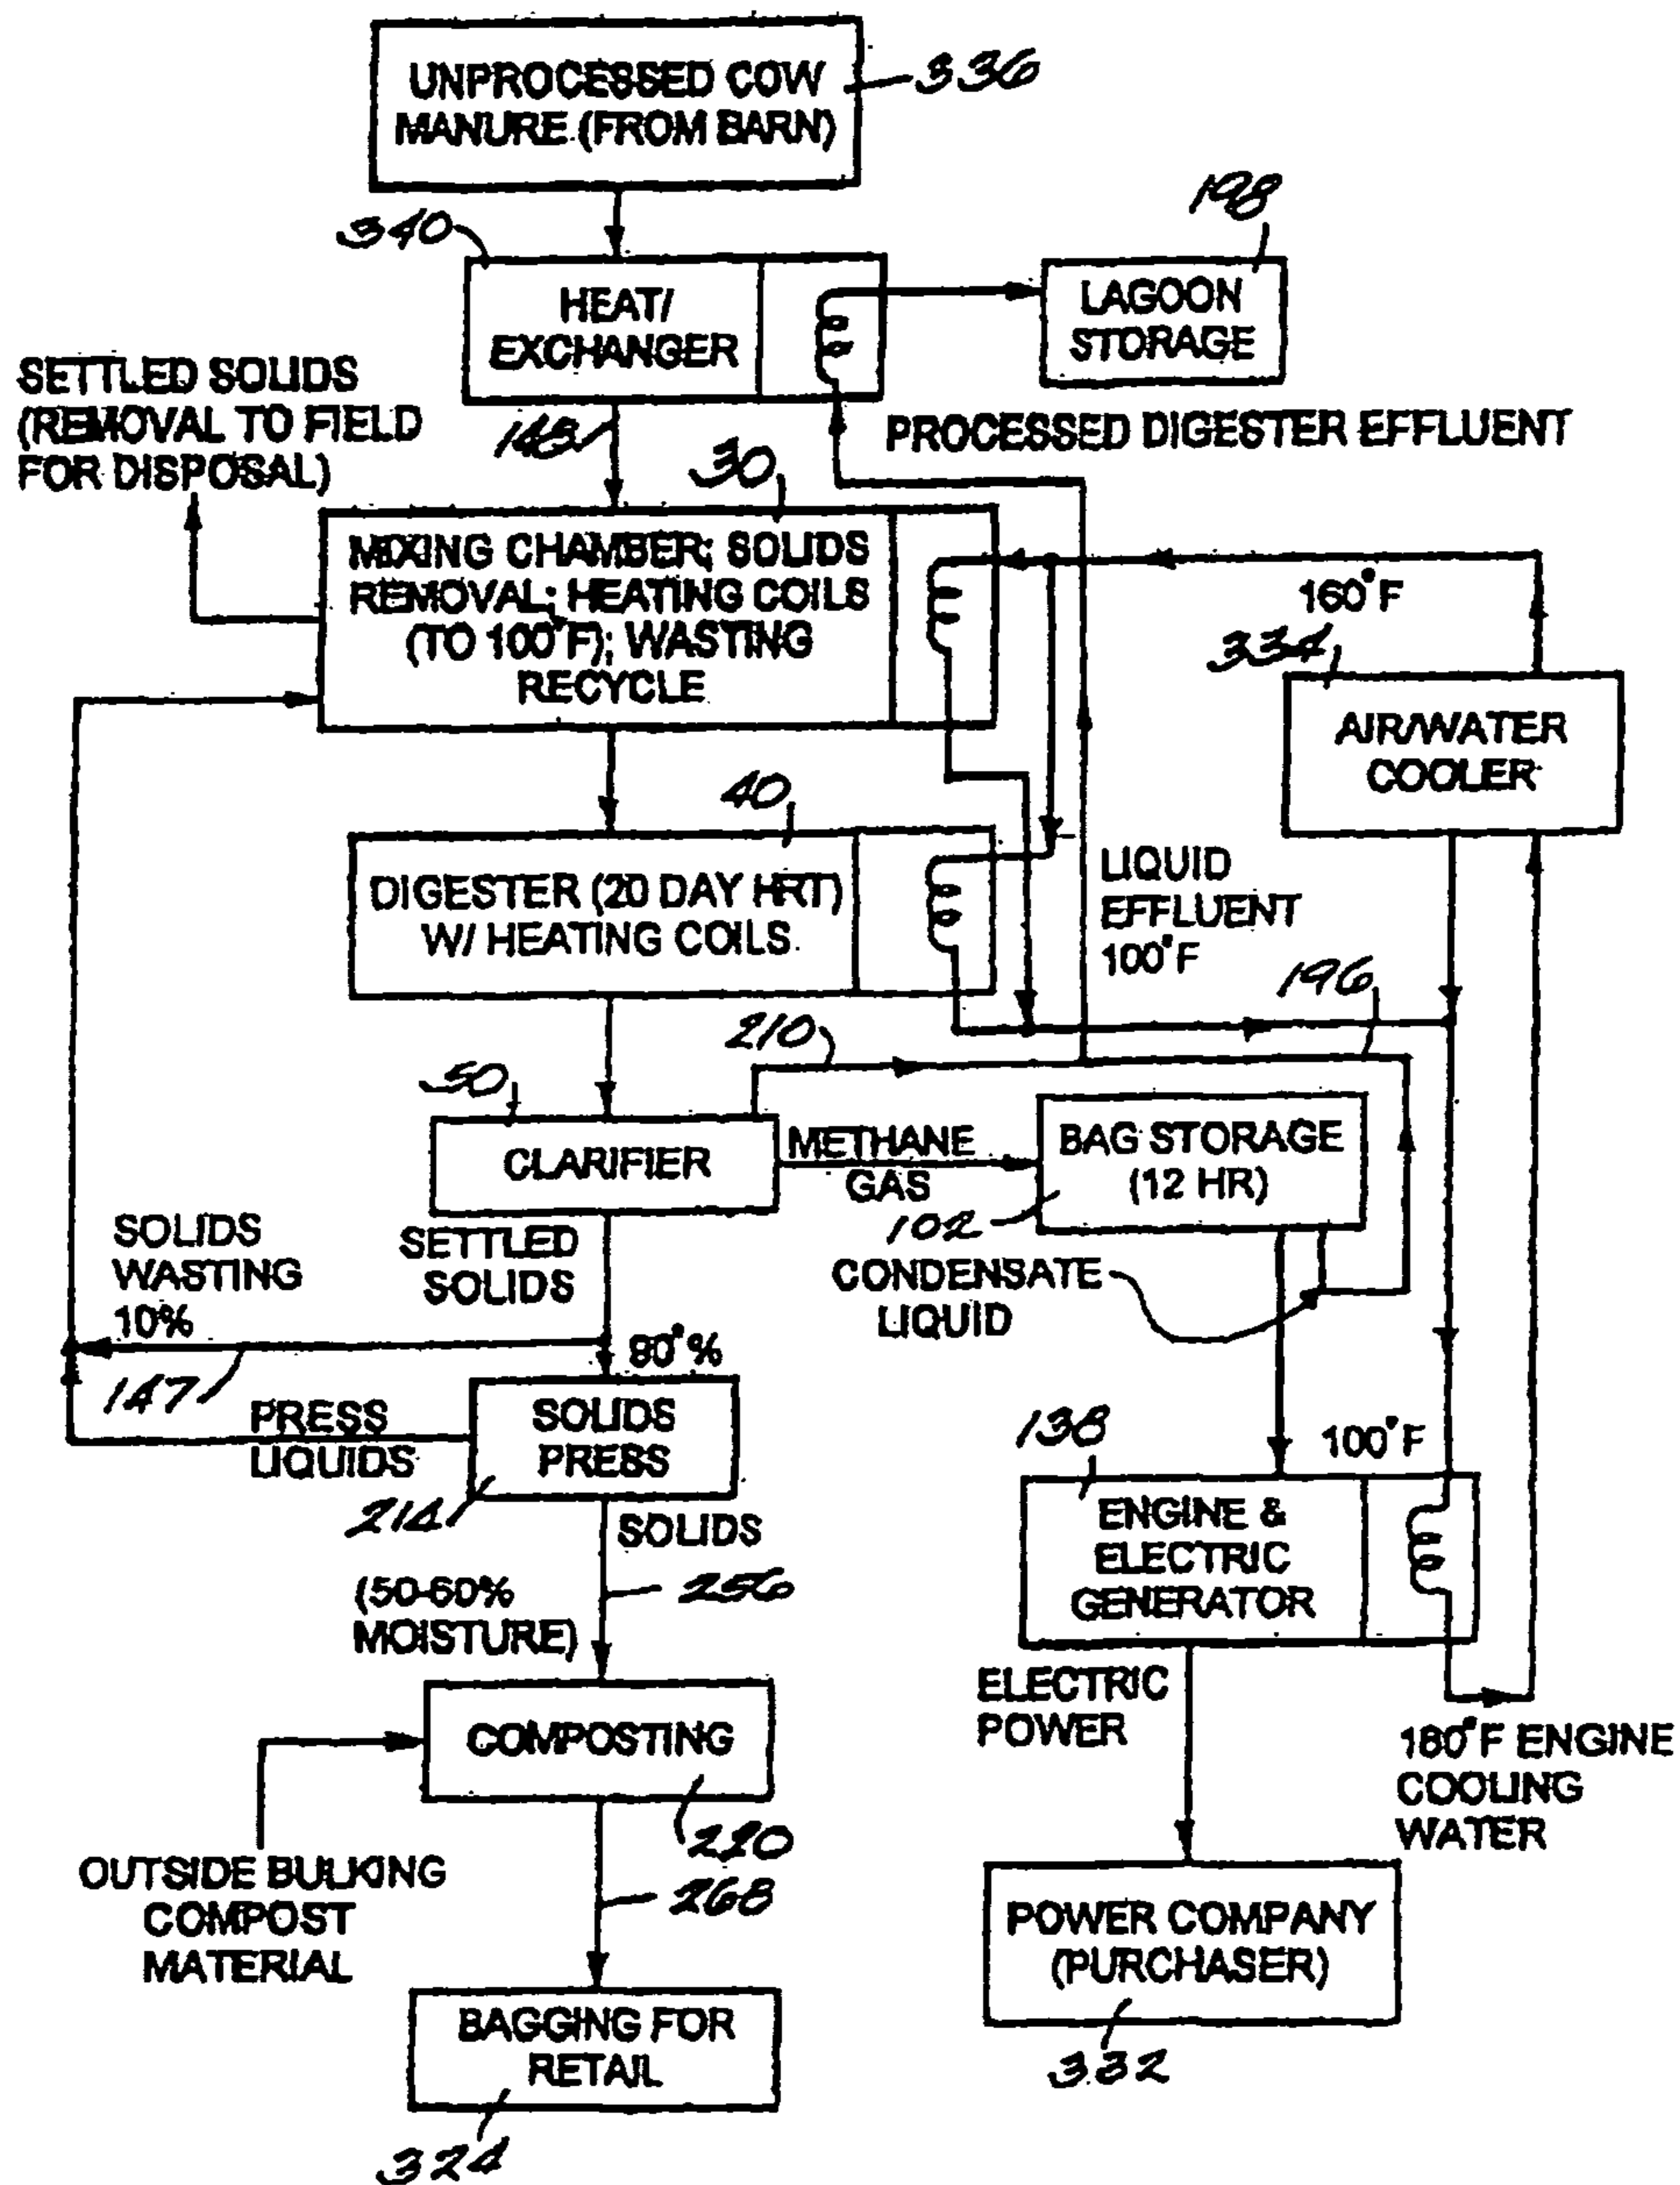 UNPROCESSED COW
MANURE (FROM BARN)
336
340
198
HEAT/
EXCHANGER
LAGOON
STORAGE
SETTLED SOLIDS
(REMOVAL TO FIELD
FOR DISPOSAL)
148
PROCESSED DIGESTER EFFLUENT
30
MIXING CHAMBER; SOLIDS
REMOVAL; HEATING COILS
(TO 100°F); WASTING
RECYCLE
160°F
334
AIR/WATER
COOLER
40
DIGESTER (20 DAY HRT)
W/ HEATING COILS
LIQUID
EFFLUENT
100°F
196
210
50
CLARIFIER
METHANE
GAS
BAG STORAGE
(12 HR)
102
SOLIDS
WASTING
10%
SETTLED
SOLIDS
CONDENSATE
LIQUID
90°%
147
PRESS
LIQUIDS
SOLIDS
PRESS
214
138
100°F
SOLIDS
ENGINE &
ELECTRIC
GENERATOR
(50-60%
MOISTURE)
256
ELECTRIC
POWER
COMPOSTING
220
180°F ENGINE
COOLING
WATER
OUTSIDE BULKING
COMPOST
MATERIAL
268
POWER COMPANY
(PURCHASER)
332
BAGGING FOR
RETAIL
324